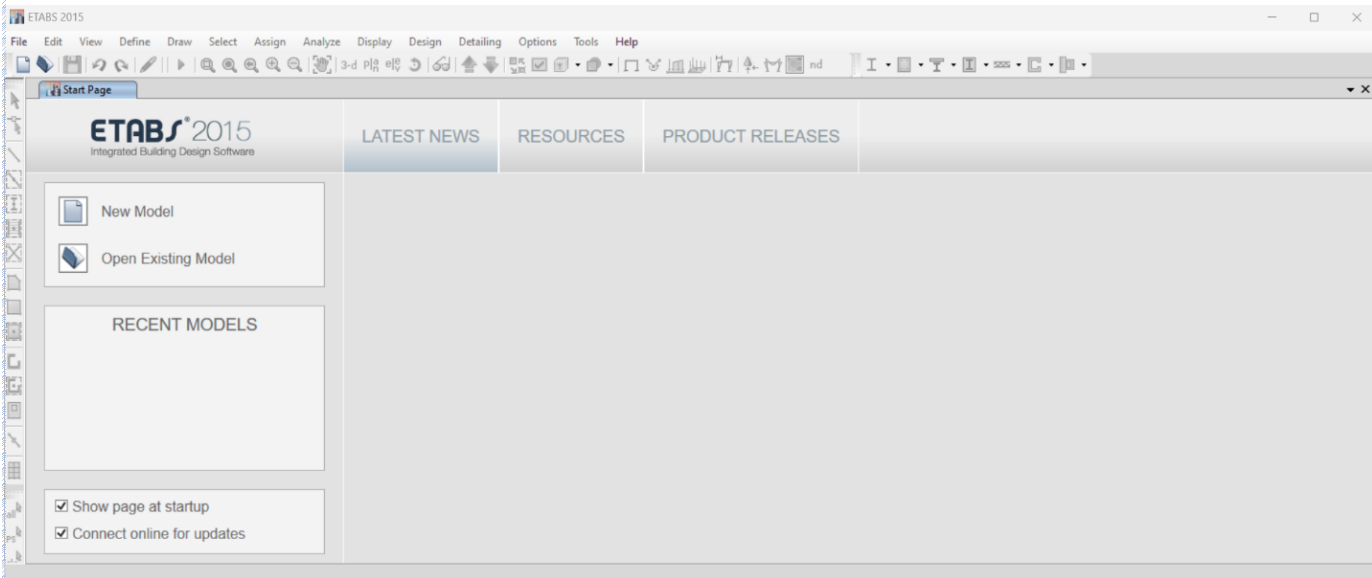 ETABS 2015
File Edit View Define Draw Select Assign Analyze Display Design Detailing Options Tools Help
3-d nd
Start Page
ETABS® 2015
Integrated Building Design Software
LATEST NEWS RESOURCES PRODUCT RELEASES
New Model
Open Existing Model
RECENT MODELS
Show page at startup
Connect online for updates